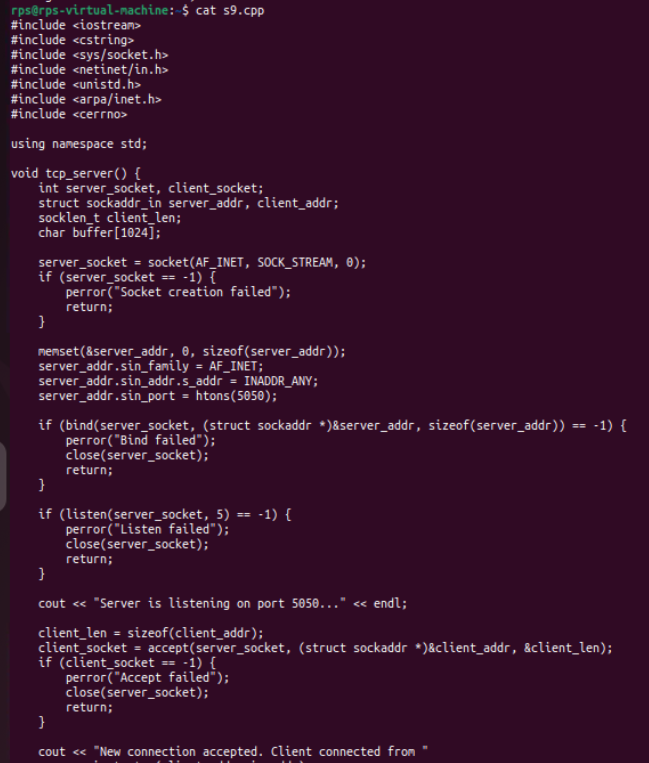 rps@rps-virtual-machine:~$ cat s9.cpp
#include <iostream>
#include <cstring>
#include <sys/socket.h>
#include <netinet/in.h>
#include <unistd.h>
#include <arpa/inet.h>
#include <cerrno>

using namespace std;

void tcp_server() {
    int server_socket, client_socket;
    struct sockaddr_in server_addr, client_addr;
    socklen_t client_len;
    char buffer[1024];

    server_socket = socket(AF_INET, SOCK_STREAM, 0);
    if (server_socket == -1) {
        perror("Socket creation failed");
        return;
    }

    memset(&server_addr, 0, sizeof(server_addr));
    server_addr.sin_family = AF_INET;
    server_addr.sin_addr.s_addr = INADDR_ANY;
    server_addr.sin_port = htons(5050);

    if (bind(server_socket, (struct sockaddr *)&server_addr, sizeof(server_addr)) == -1) {
        perror("Bind failed");
        close(server_socket);
        return;
    }

    if (listen(server_socket, 5) == -1) {
        perror("Listen failed");
        close(server_socket);
        return;
    }

    cout << "Server is listening on port 5050..." << endl;

    client_len = sizeof(client_addr);
    client_socket = accept(server_socket, (struct sockaddr *)&client_addr, &client_len);
    if (client_socket == -1) {
        perror("Accept failed");
        close(server_socket);
        return;
    }

    cout << "New connection accepted. Client connected from "